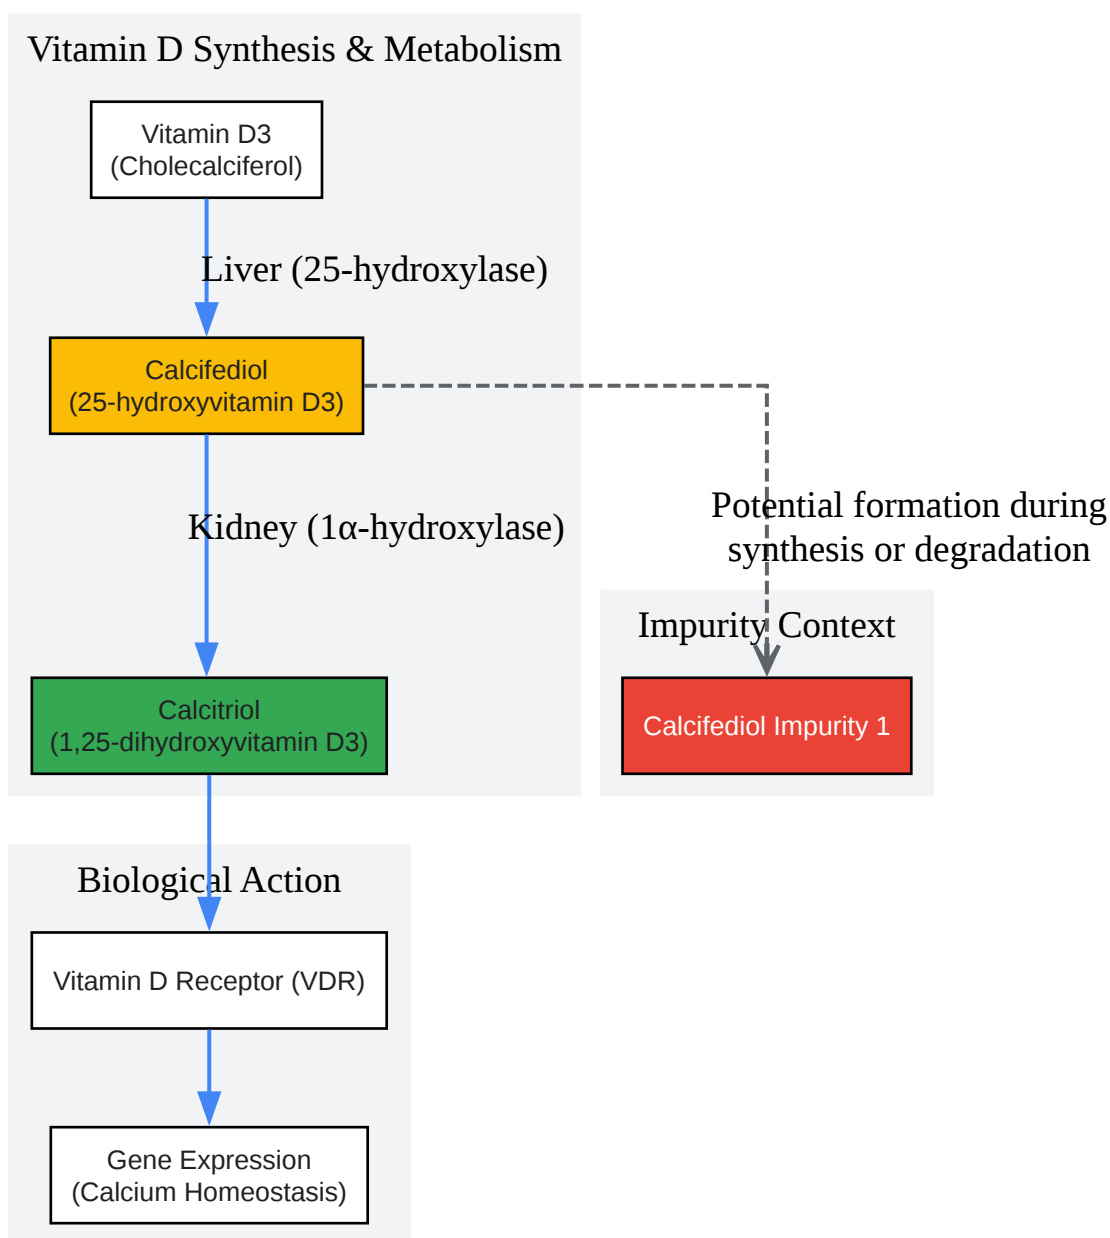 Vitamin D Synthesis & Metabolism
Vitamin D3
(Cholecalciferol)
Liver (25-hydroxylase)
Calcifediol
(25-hydroxyvitamin D3)
Kidney (1α-hydroxylase)
Potential formation during
synthesis or degradation
Impurity Context
Calcitriol
(1,25-dihydroxyvitamin D3)
Calcifediol Impurity 1
Biological Action
Vitamin D Receptor (VDR)
Gene Expression
(Calcium Homeostasis)